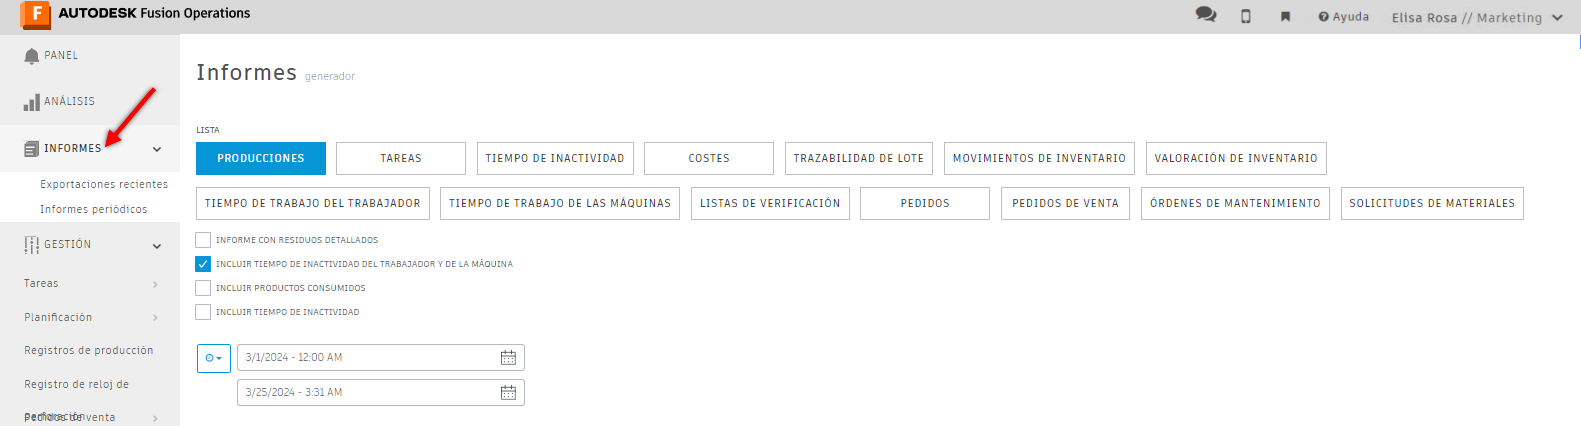 AUTODESK Fusion Operations
Ayuda
Elisa Rosa // Marketing
PANEL
ANÁLISIS
INFORMES
Exportaciones recientes
Informes periódicos
GESTIÓN
Tareas
Planificación
Registros de producción
Registro de reloj de
perforación
Pedidos de venta
Informes generador
LISTA
PRODUCCIONES TAREAS TIEMPO DE INACTIVIDAD COSTES TRAZABILIDAD DE LOTE MOVIMIENTOS DE INVENTARIO VALORACIÓN DE INVENTARIO
TIEMPO DE TRABAJO DEL TRABAJADOR TIEMPO DE TRABAJO DE LAS MÁQUINAS LISTAS DE VERIFICACIÓN PEDIDOS PEDIDOS DE VENTA ÓRDENES DE MANTENIMIENTO SOLICITUDES DE MATERIALES
INFORME CON RESIDUOS DETALLADOS
INCLUIR TIEMPO DE INACTIVIDAD DEL TRABAJADOR Y DE LA MÁQUINA
INCLUIR PRODUCTOS CONSUMIDOS
INCLUIR TIEMPO DE INACTIVIDAD
3/1/2024 - 12:00 AM
3/25/2024 - 3:31 AM